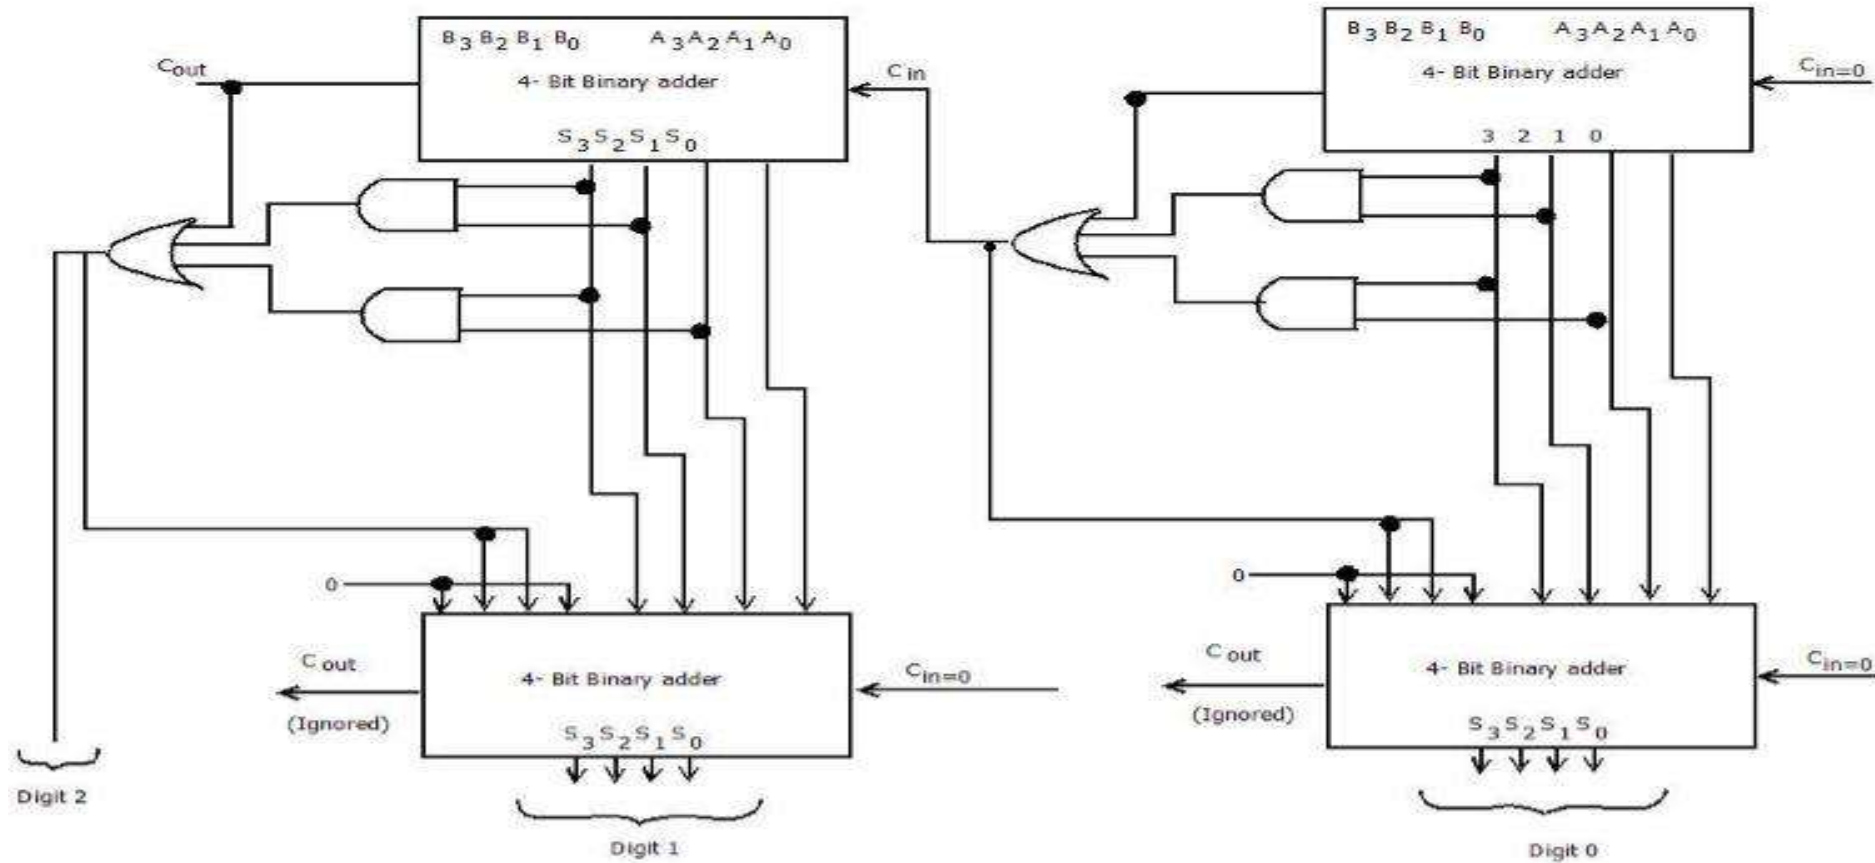 B3 B2 B1 B0 A3 A2 A1 A0
4- Bit Binary adder
S3 S2 S1 S0
Cout
Cin
B3 B2 B1 B0 A3 A2 A1 A0
4- Bit Binary adder
3 2 1 0
Cin=0
0
0
Cout
(Ignored)
4- Bit Binary adder
S3 S2 S1 S0
Cin=0
Cout
(Ignored)
4- Bit Binary adder
S3 S2 S1 S0
Cin=0
Digit 2
Digit 1
Digit 0